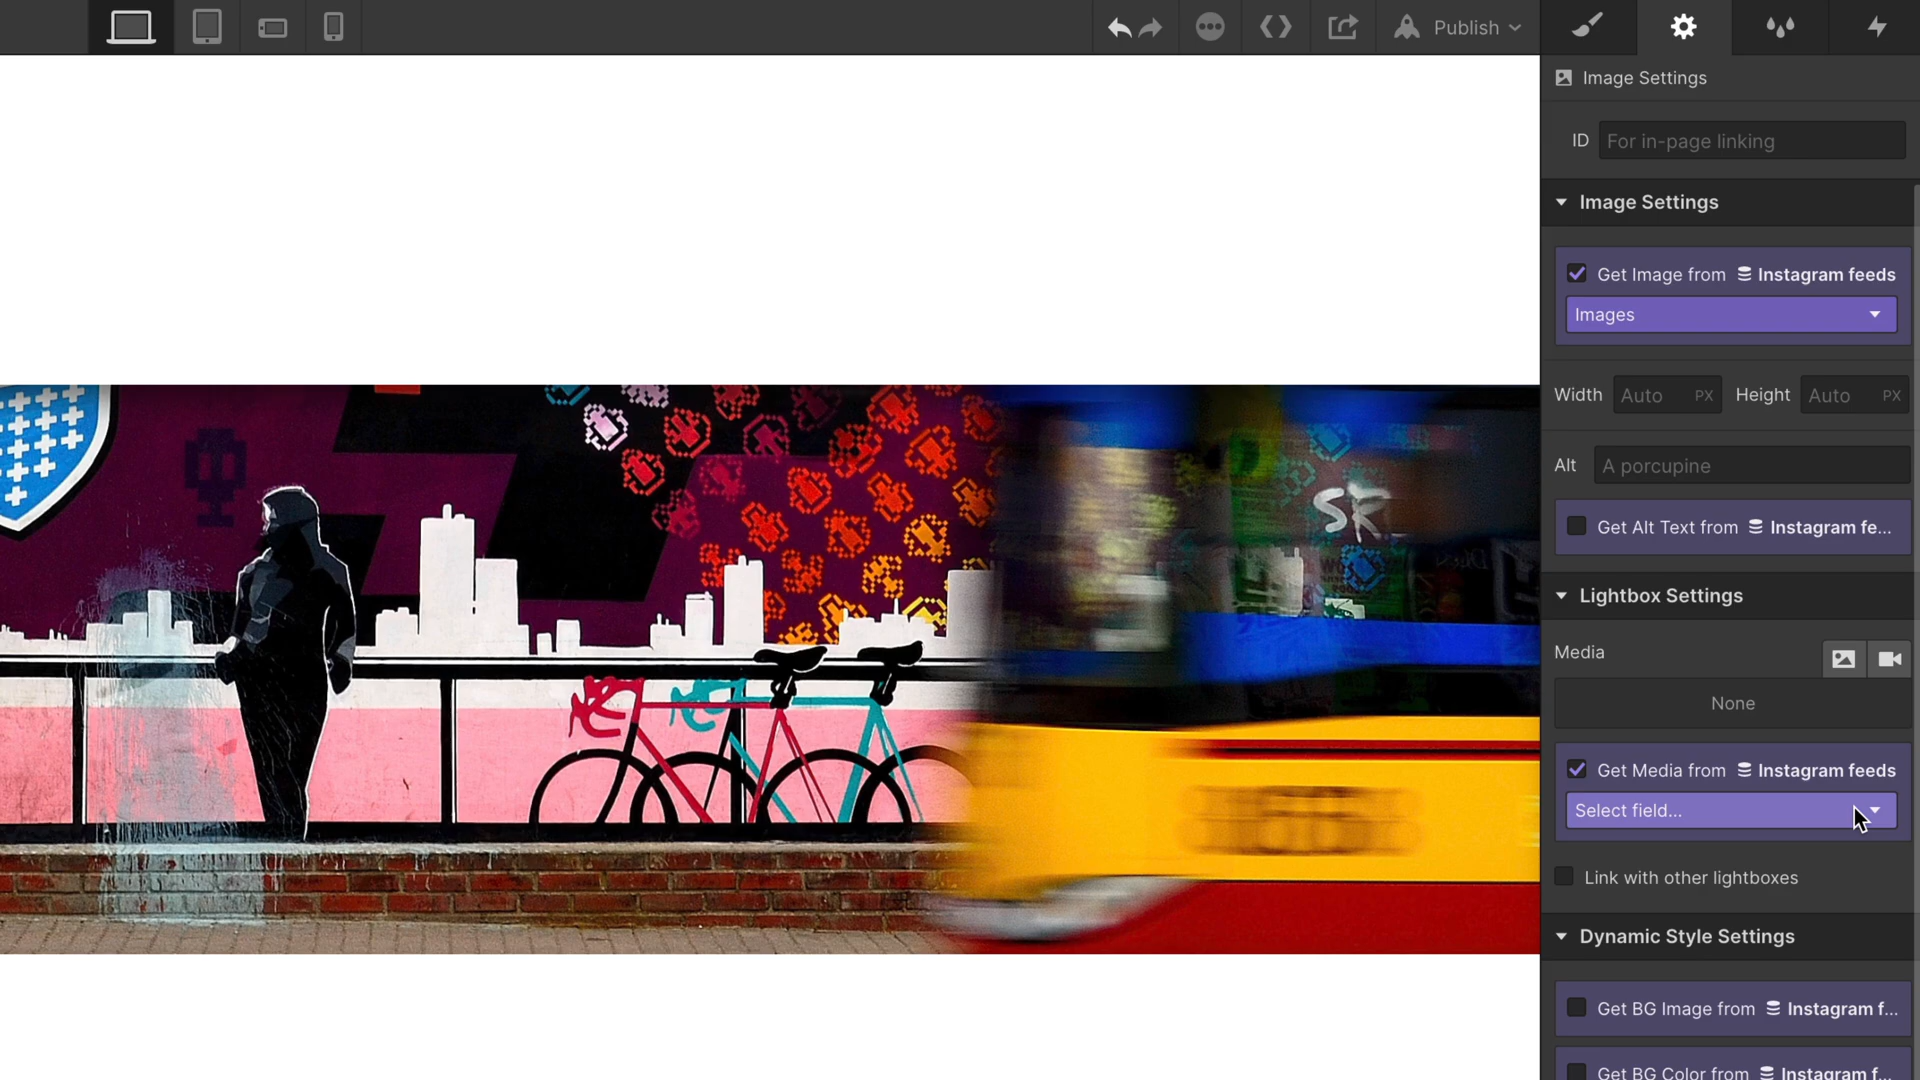 Publish
Image Settings
ID For in-page linking
Image Settings
Get Image from Instagram feeds
Images
Width Auto PX Height Auto PX
Alt A porcupine
Get Alt Text from Instagram fe...
Lightbox Settings
Media
None
Get Media from Instagram feeds
Select field...
Link with other lightboxes
Dynamic Style Settings
Get BG Image from Instagram f...
Get BG Color from Instagram f...
SR